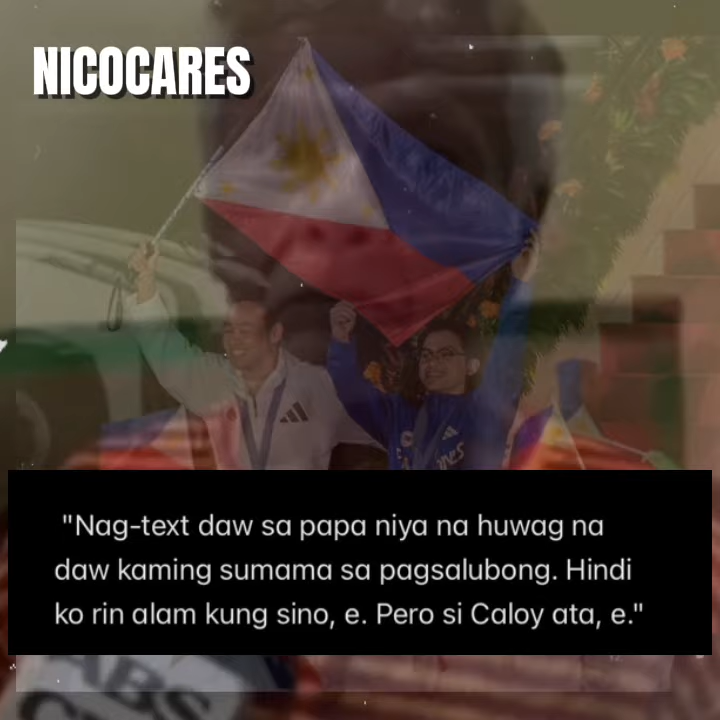 NICOCARES
"Nag-text daw sa papa niya na huwag na
daw kaming sumama sa pagsalubong. Hindi
ko rin alam kung sino, e. Pero si Caloy ata, e."
ABS